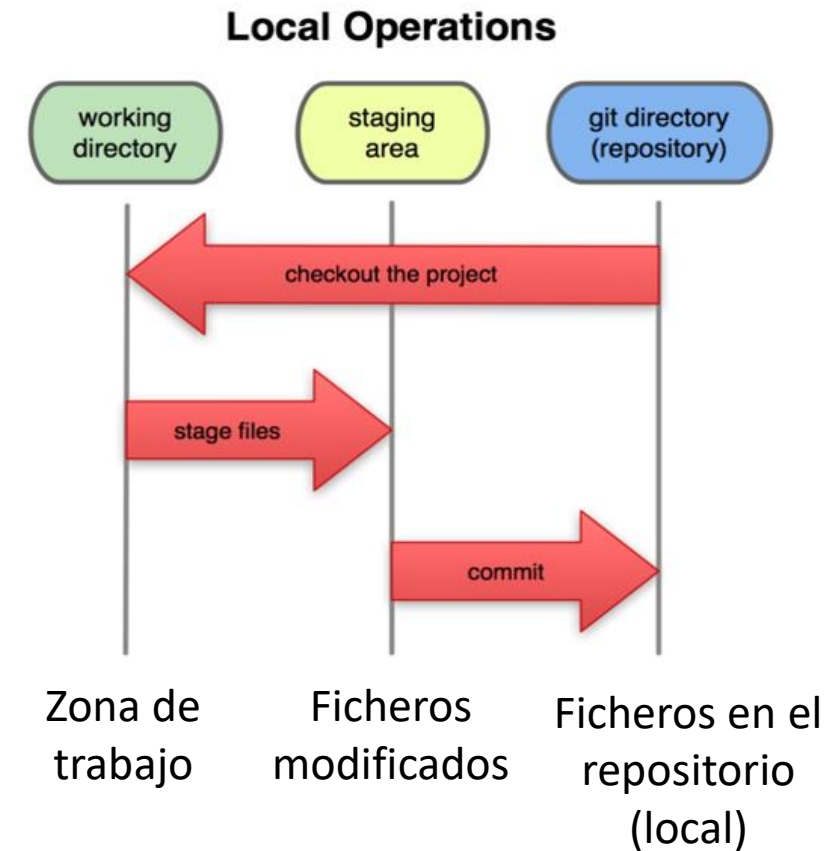 Local Operations
working
directory
staging
area
git directory
(repository)
checkout the project
stage files
commit
Zona de
trabajo
Ficheros
modificados
Ficheros en el
repositorio
(local)